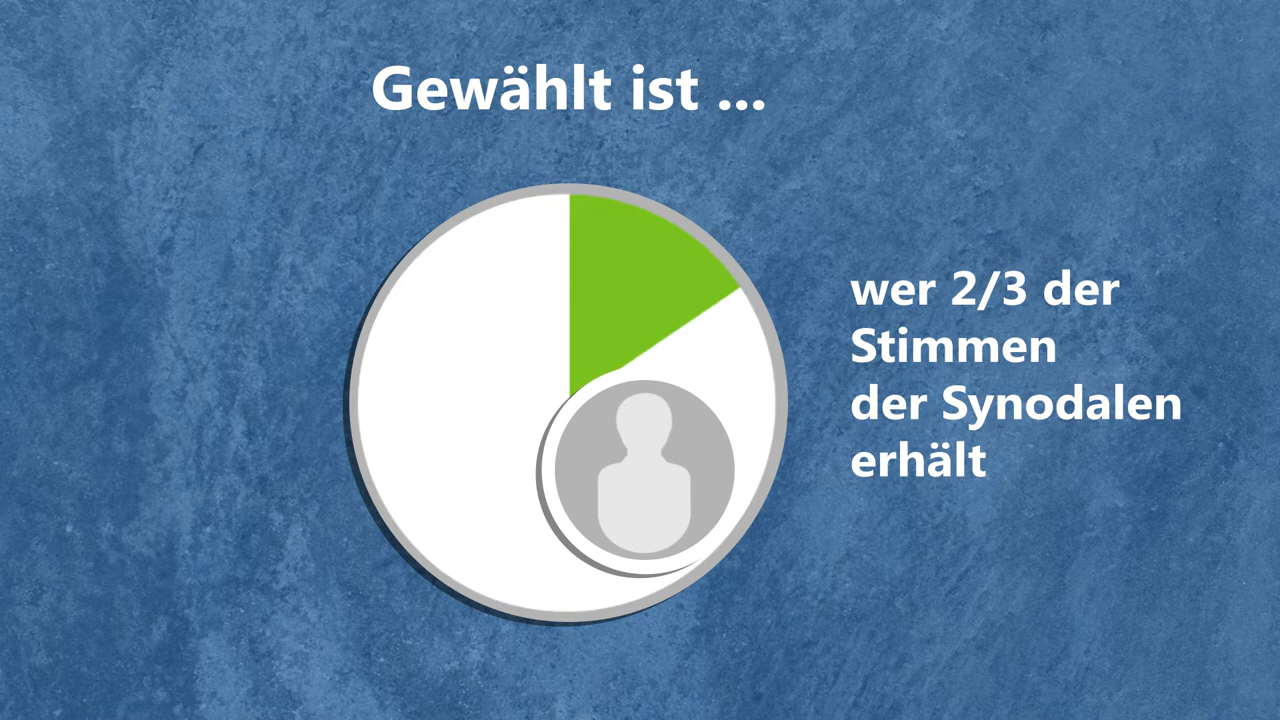 Gewählt ist ...
wer 2/3 der
Stimmen
der Synodalen
erhält